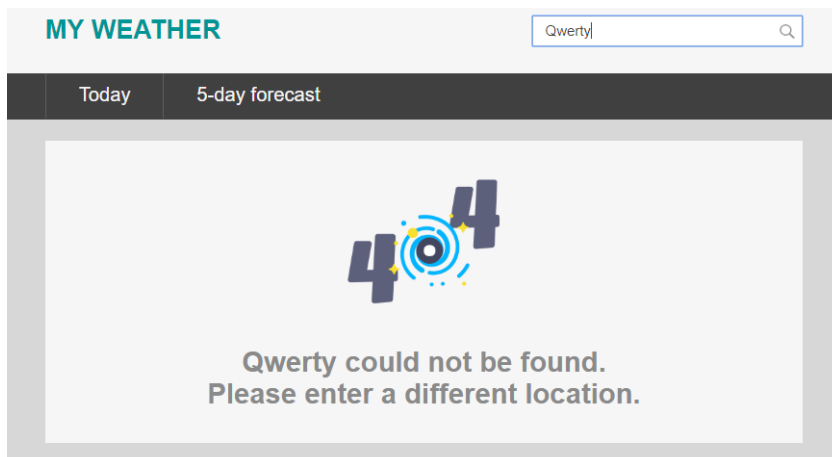 MY WEATHER
Qwerty
Today
5-day forecast
404
Qwerty could not be found.
Please enter a different location.